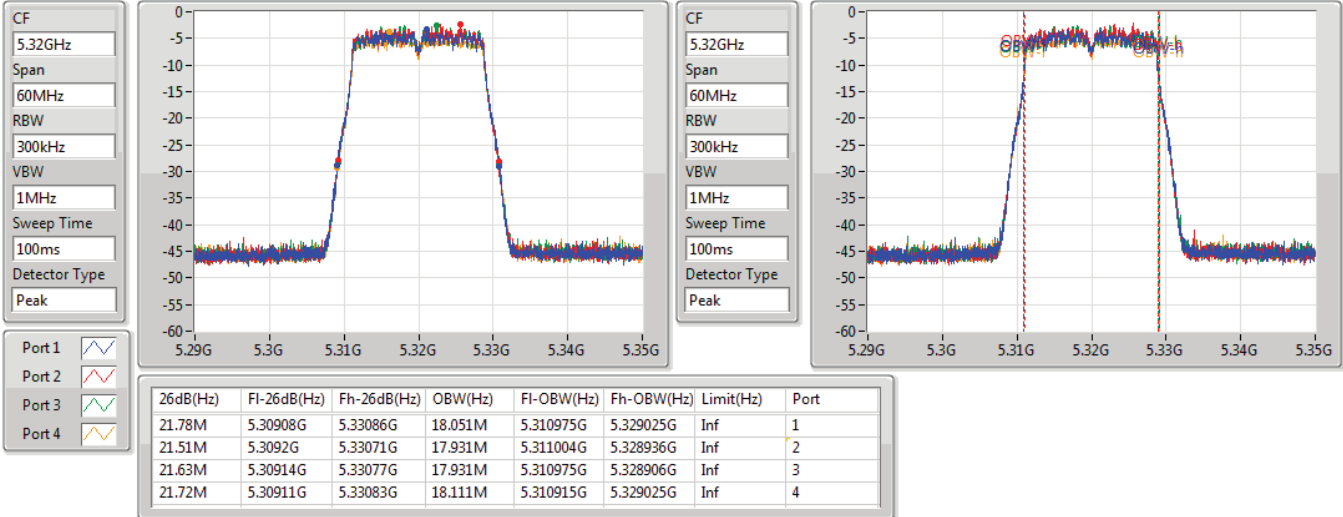 CF
5.32GHz
Span
60MHz
RBW
300kHz
VBW
1MHz
Sweep Time
100ms
Detector Type
Peak
0
-5
-10
-15
-20
-25
-30
-35
-40
-45
-50
-55
-60
5.29G 5.3G 5.31G 5.32G 5.33G 5.34G 5.35G
CF
5.32GHz
Span
60MHz
RBW
300kHz
VBW
1MHz
Sweep Time
100ms
Detector Type
Peak
0
-5
-10
-15
-20
-25
-30
-35
-40
-45
-50
-55
-60
5.29G 5.3G 5.31G 5.32G 5.33G 5.34G 5.35G
Port 1
Port 2
Port 3
Port 4
26dB(Hz) Fl-26dB(Hz) Fh-26dB(Hz) OBW(Hz) Fl-OBW(Hz) Fh-OBW(Hz) Limit(Hz) Port
21.78M 5.30908G 5.33086G 18.051M 5.310975G 5.329025G Inf 1
21.51M 5.3092G 5.33071G 17.931M 5.311004G 5.328936G Inf 2
21.63M 5.30914G 5.33077G 17.931M 5.310975G 5.328906G Inf 3
21.72M 5.30911G 5.33083G 18.111M 5.310915G 5.329025G Inf 4